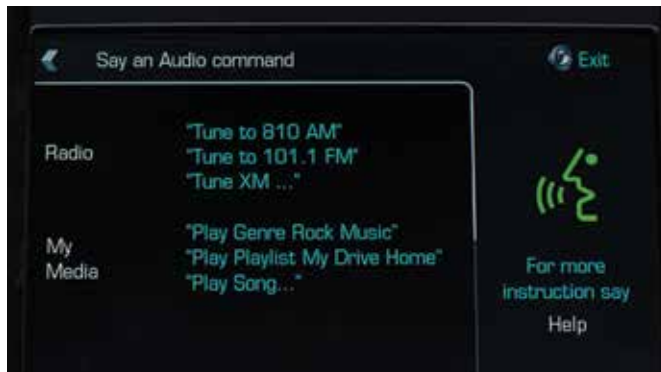 Say an Audio command
Exit
Radio
"Tune to 810 AM"
"Tune to 101.1 FM"
"Tune XM ..."
My
Media
"Play Genre Rock Music"
"Play Playlist My Drive Home"
"Play Song..."
For more
instruction say
Help